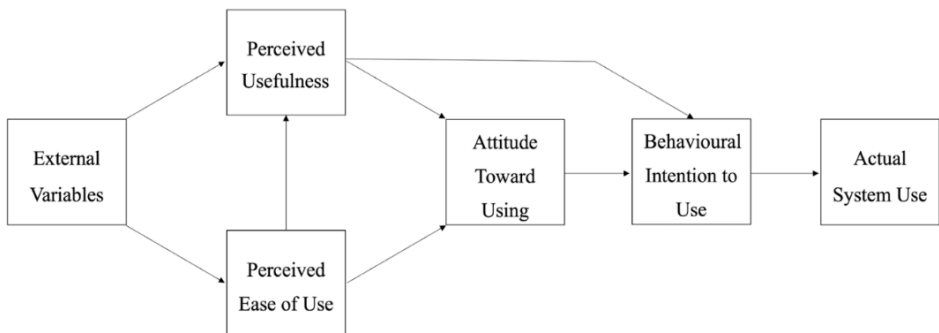 Perceived
Usefulness
External
Variables
Perceived
Ease of Use
Attitude
Toward
Using
Behavioural
Intention to
Use
Actual
System Use